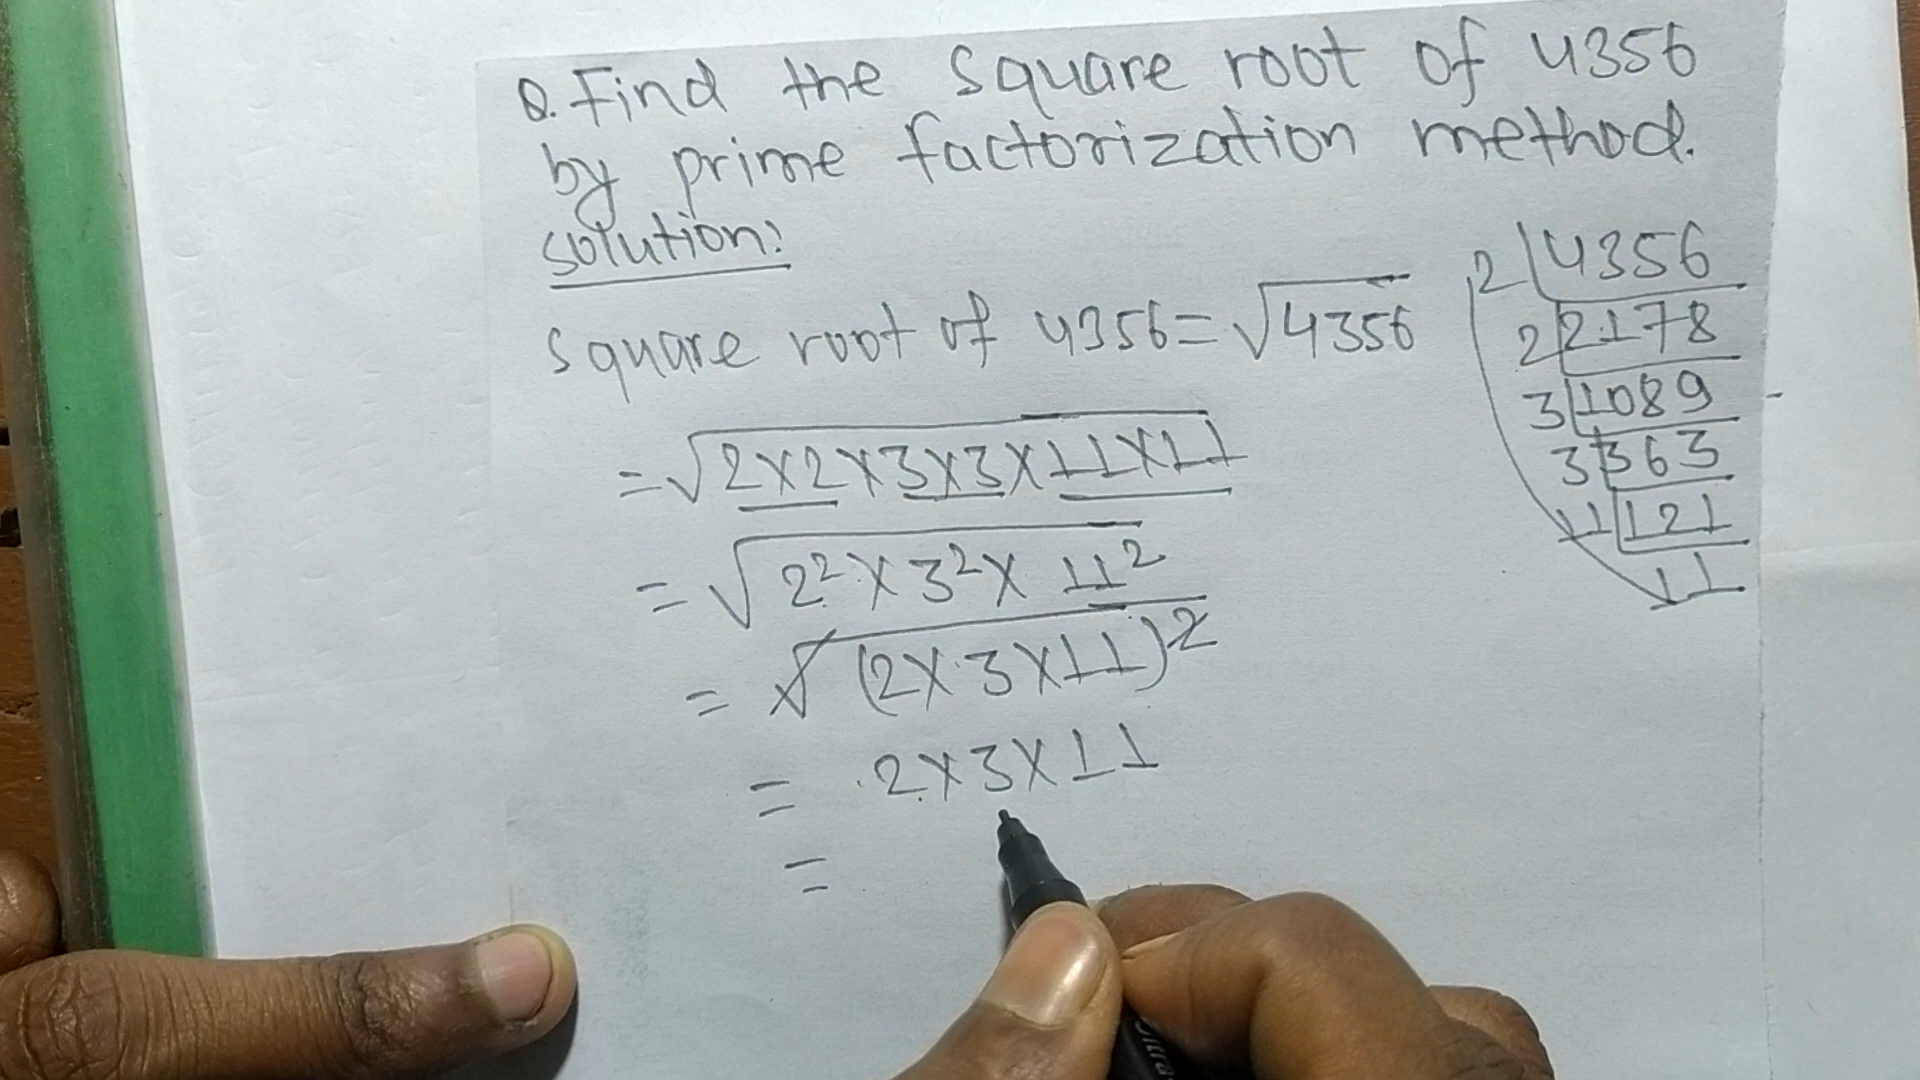 Q. Find the square root of 4356
by prime factorization method.
solution:
square root of 4356 = √4356
= √2×2×3×3×11×11
= √2²×3²×11²
= √(2×3×11)²
= 2×3×11
=
2 | 4356
2 | 2178
3 | 1089
3 | 363
11 | 121
11